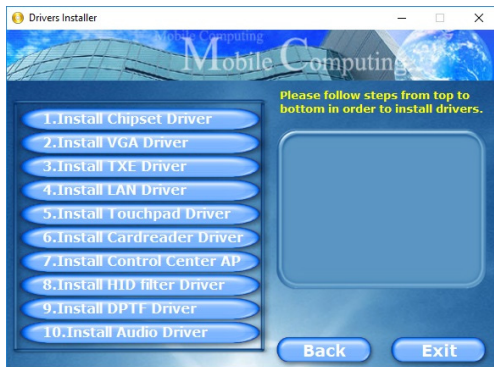 Drivers Installer
Mobile Computing
Mobile Computing
Please follow steps from top to
bottom in order to install drivers.
1.Install Chipset Driver
2.Install VGA Driver
3.Install TXE Driver
4.Install LAN Driver
5.Install Touchpad Driver
6.Install Cardreader Driver
7.Install Control Center AP
8.Install HID filter Driver
9.Install DPTF Driver
10.Install Audio Driver
Back
Exit